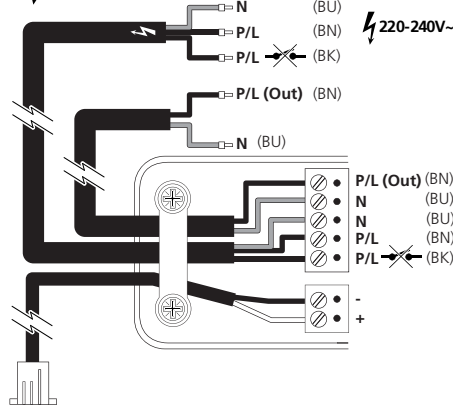 N (BU)
P/L (BN)
220-240V~
P/L (BK)
P/L (Out) (BN)
N (BU)
P/L (Out) (BN)
N (BU)
N (BU)
P/L (BN)
P/L (BK)
-
+